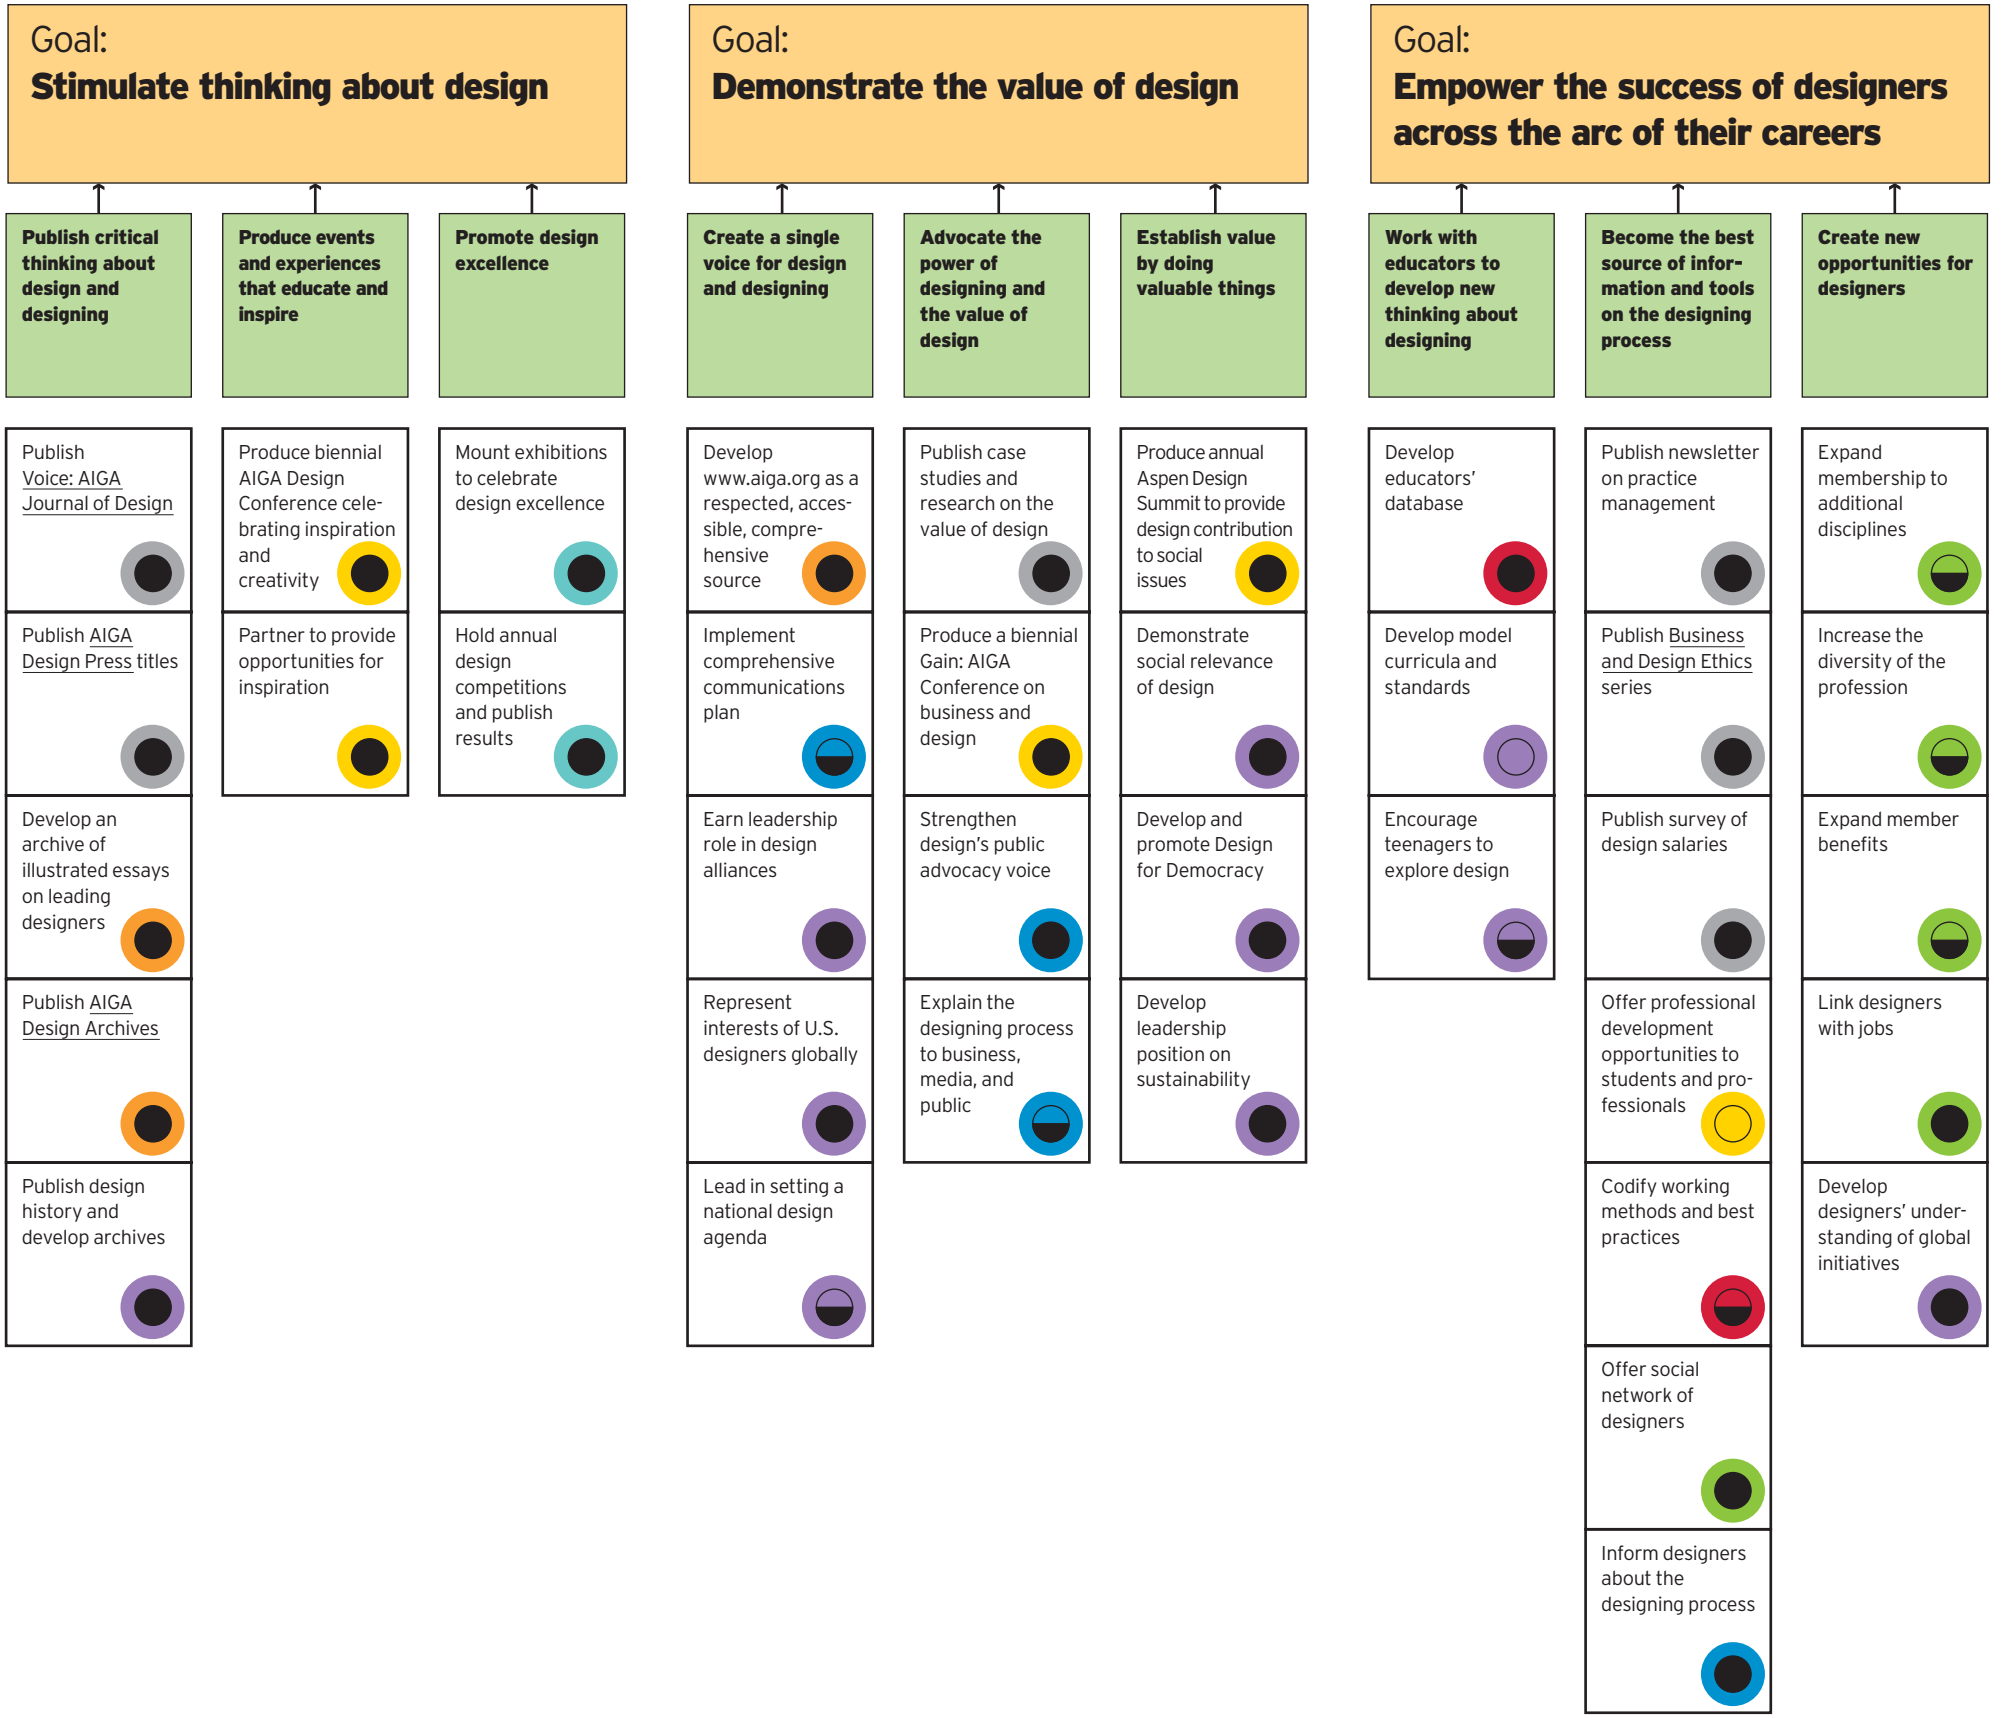 Goal:
Stimulate thinking about design
Goal:
Demonstrate the value of design
Goal:
Empower the success of designers
across the arc of their careers
Publish critical
thinking about
design and
designing
Produce events
and experiences
that educate and
inspire
Promote design
excellence
Create a single
voice for design
and designing
Advocate the
power of
designing and
the value of
design
Establish value
by doing
valuable things
Work with
educators to
develop new
thinking about
designing
Become the best
source of infor-
mation and tools
on the designing
process
Create new
opportunities for
designers
Publish
Voice: AIGA
Journal of Design
Publish AIGA
Design Press titles
Develop an
archive of
illustrated essays
on leading
designers
Publish AIGA
Design Archives
Publish design
history and
develop archives
Produce biennial
AIGA Design
Conference cele-
brating inspiration
and
creativity
Partner to provide
opportunities for
inspiration
Mount exhibitions
to celebrate
design excellence
Hold annual
design
competitions
and publish
results
Develop
www.aiga.org as a
respected, acces-
sible, compre-
hensive
source
Implement
comprehensive
communications
plan
Earn leadership
role in design
alliances
Represent
interests of U.S.
designers globally
Lead in setting a
national design
agenda
Publish case
studies and
research on the
value of design
Produce a biennial
Gain: AIGA
Conference on
business and
design
Strengthen
design's public
advocacy voice
Explain the
designing process
to business,
media, and
public
Produce annual
Aspen Design
Summit to provide
design contribution
to social
issues
Demonstrate
social relevance
of design
Develop and
promote Design
for Democracy
Develop
leadership
position on
sustainability
Develop
educators'
database
Develop model
curricula and
standards
Encourage
teenagers to
explore design
Publish newsletter
on practice
management
Publish Business
and Design Ethics
series
Publish survey of
design salaries
Offer professional
development
opportunities to
students and pro-
fessionals
Codify working
methods and best
practices
Offer social
network of
designers
Inform designers
about the
designing process
Expand
membership to
additional
disciplines
Increase the
diversity of the
profession
Expand member
benefits
Link designers
with jobs
Develop
designers' under-
standing of global
initiatives